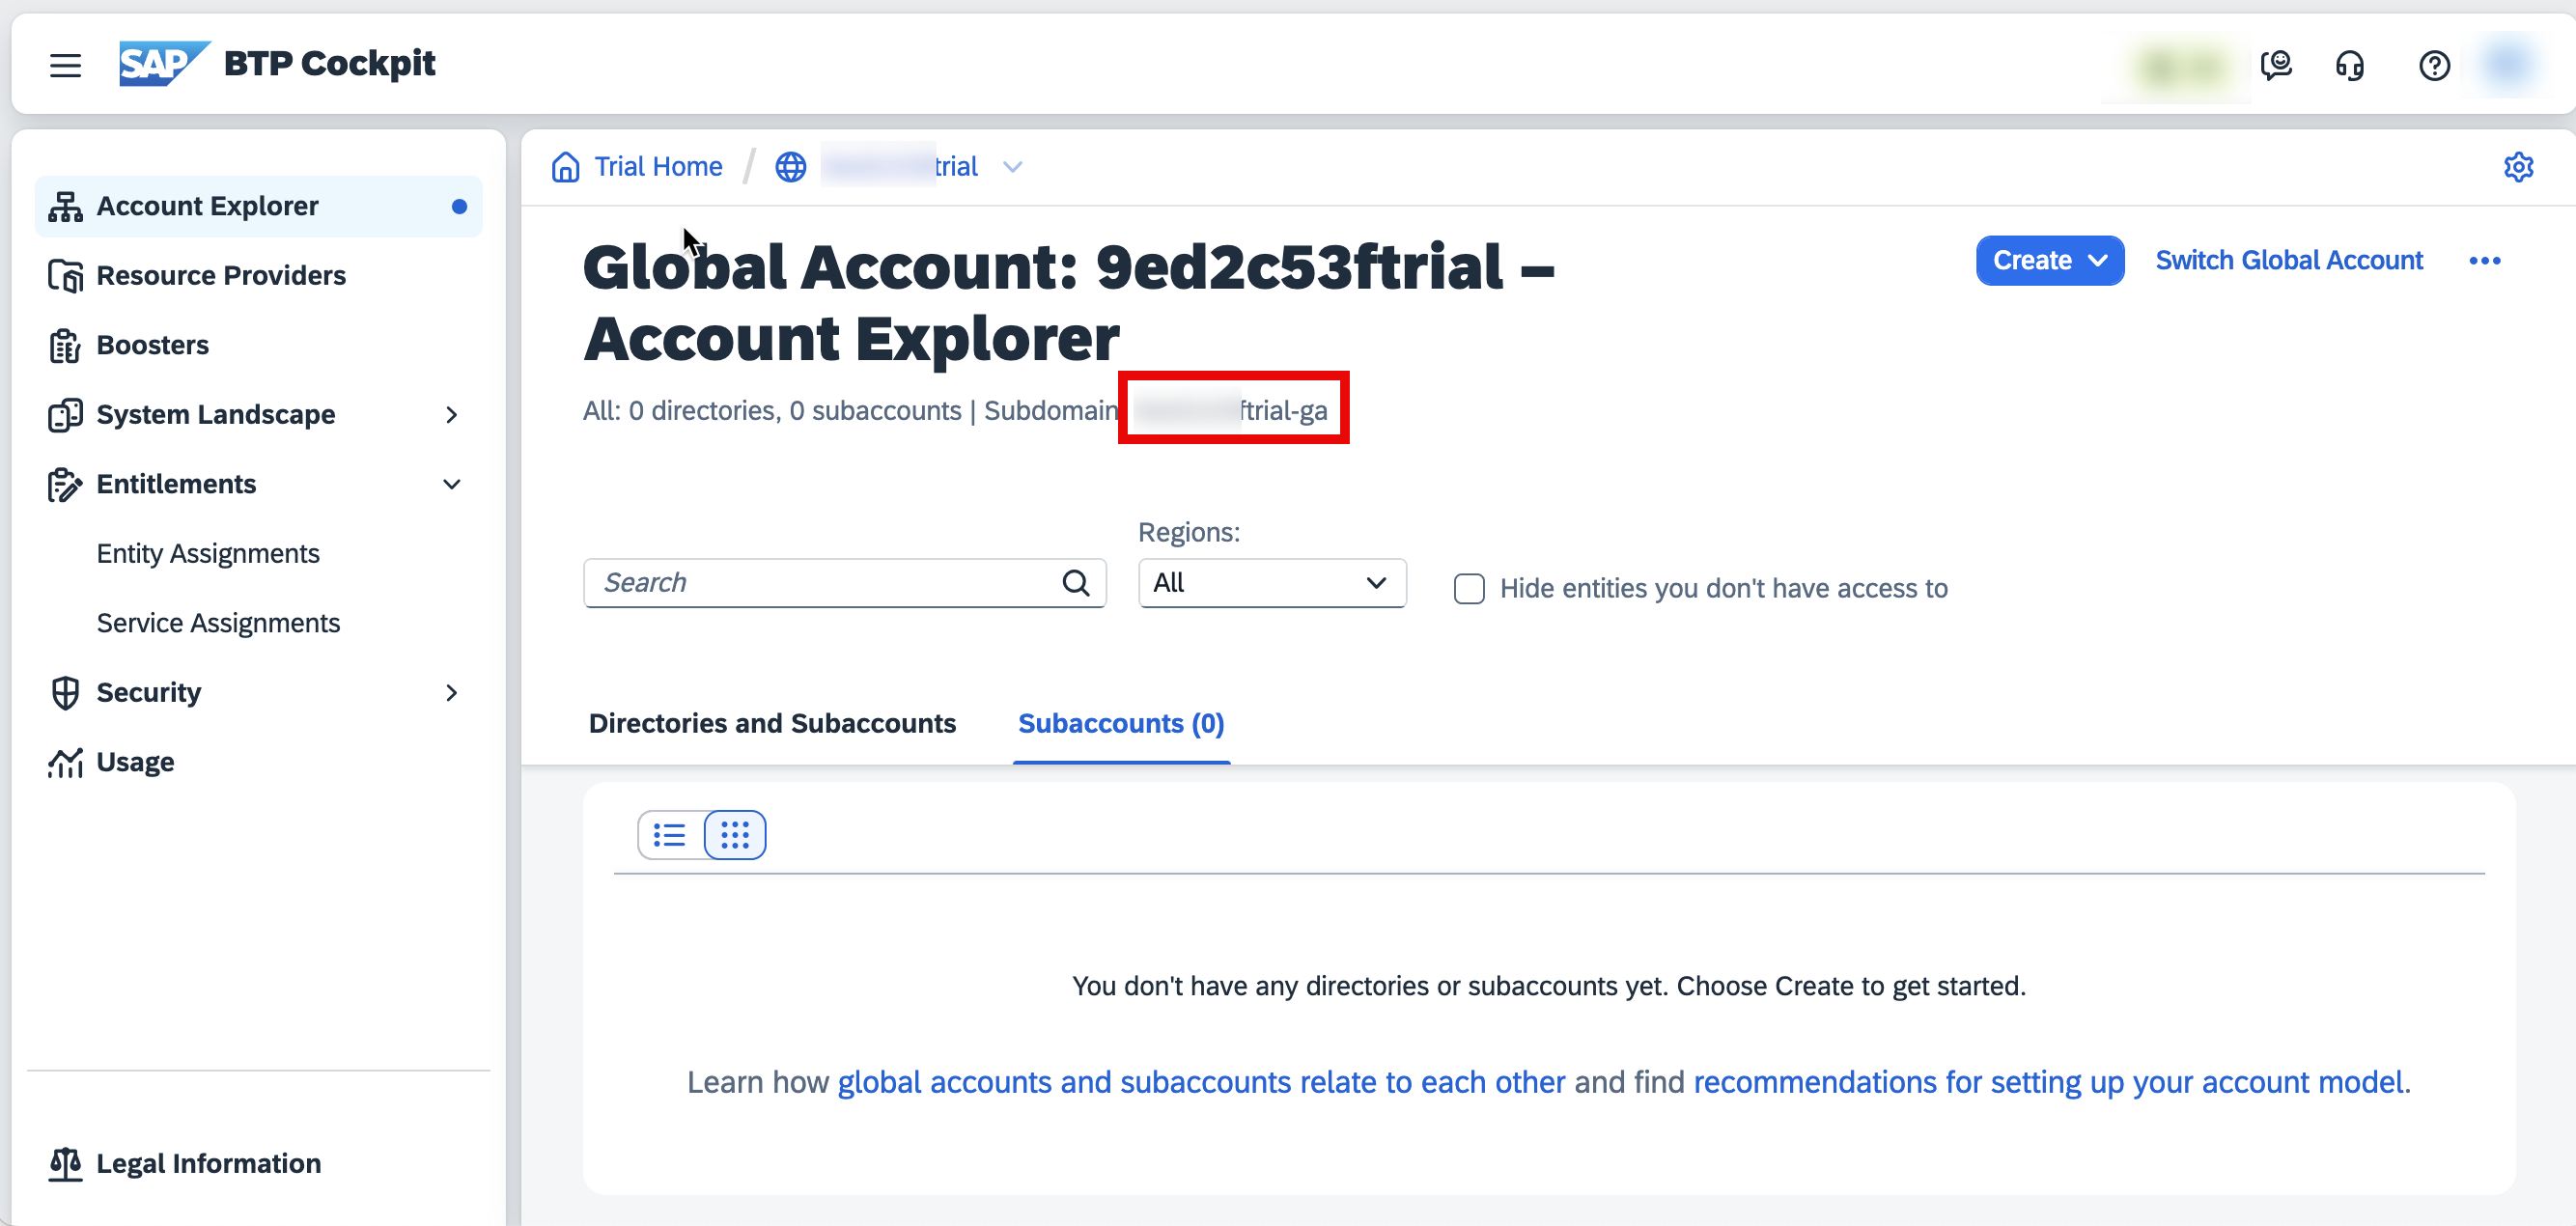 SAP BTP Cockpit
Trial Home / trial
Account Explorer
Resource Providers
Boosters
System Landscape
Entitlements
Entity Assignments
Service Assignments
Security
Usage
Legal Information
Global Account: 9ed2c53ftrial –
Account Explorer
Create
Switch Global Account
All: 0 directories, 0 subaccounts | Subdomain ftrial-ga
Regions:
Search
All
Hide entities you don't have access to
Directories and Subaccounts
Subaccounts (0)
You don't have any directories or subaccounts yet. Choose Create to get started.
Learn how global accounts and subaccounts relate to each other and find recommendations for setting up your account model.